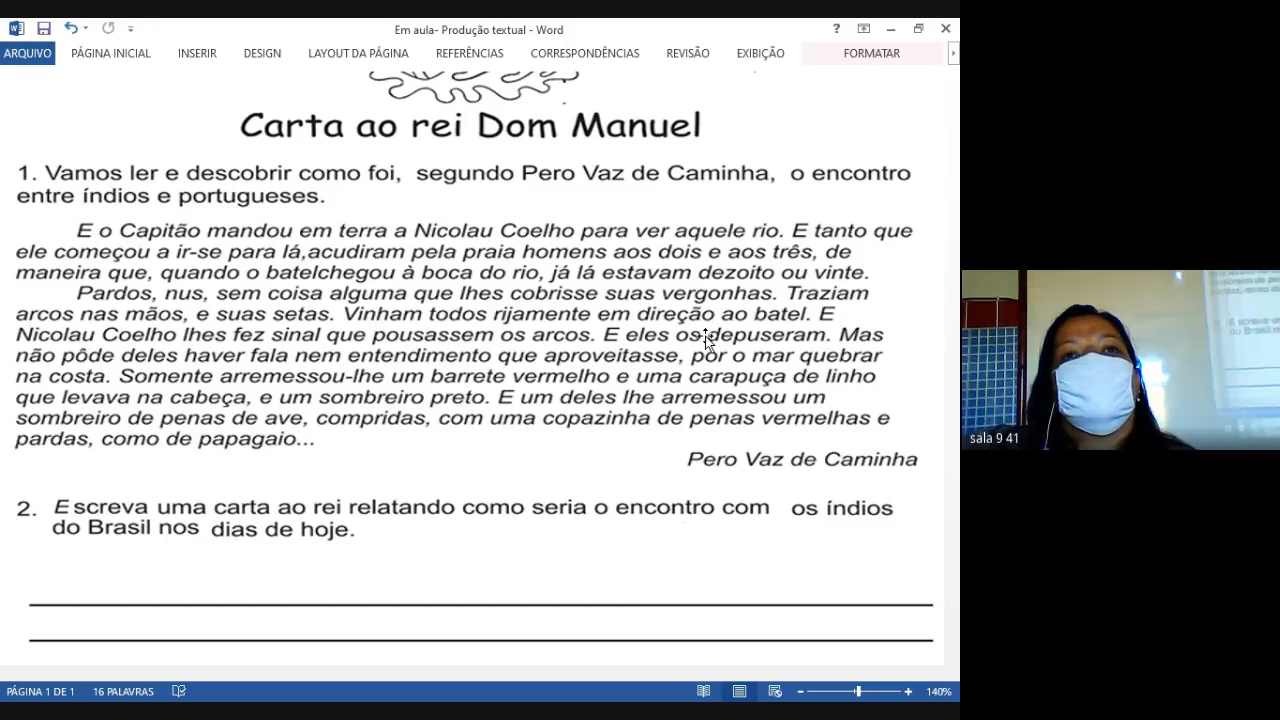 Em aula- Produção textual - Word
ARQUIVO PÁGINA INICIAL INSERIR DESIGN LAYOUT DA PÁGINA REFERÊNCIAS CORRESPONDÊNCIAS REVISÃO EXIBIÇÃO FORMATAR
Carta ao rei Dom Manuel
1. Vamos ler e descobrir como foi, segundo Pero Vaz de Caminha, o encontro
entre índios e portugueses.
E o Capitão mandou em terra a Nicolau Coelho para ver aquele rio. E tanto que
ele começou a ir-se para lá,acudiram pela praia homens aos dois e aos três, de
maneira que, quando o batelchegou à boca do rio, já lá estavam dezoito ou vinte.
Pardos, nus, sem coisa alguma que lhes cobrisse suas vergonhas. Traziam
arcos nas mãos, e suas setas. Vinham todos rijamente em direção ao batel. E
Nicolau Coelho lhes fez sinal que pousassem os arcos. E eles os depuseram. Mas
não pôde deles haver fala nem entendimento que aproveitasse, por o mar quebrar
na costa. Somente arremessou-lhe um barrete vermelho e uma carapuça de linho
que levava na cabeça, e um sombreiro preto. E um deles lhe arremessou um
sombreiro de penas de ave, compridas, com uma copazinha de penas vermelhas e
pardas, como de papagaio...
Pero Vaz de Caminha
2. Escreva uma carta ao rei relatando como seria o encontro com os índios
do Brasil nos dias de hoje.
PÁGINA 1 DE 1 16 PALAVRAS 140%
sala 9 41